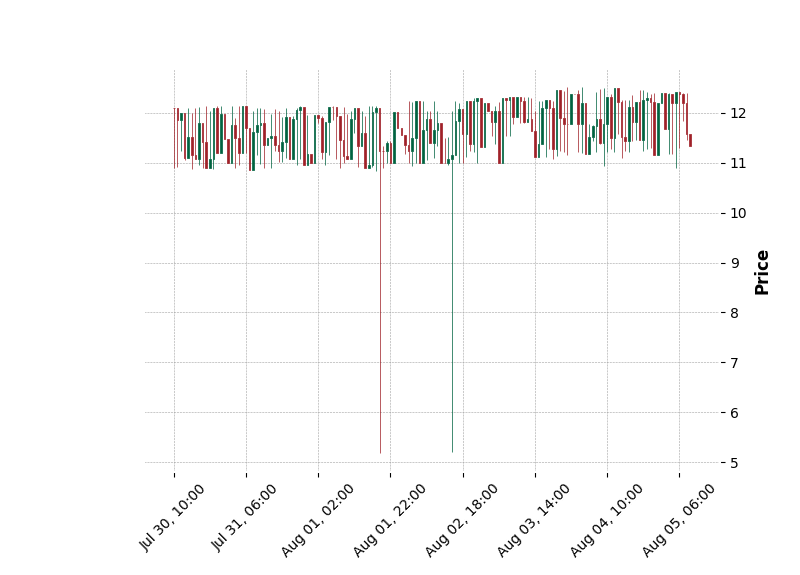 12
11
10
9
8
7
6
5
Price
Jul 30, 10:00
Jul 31, 06:00
Aug 01, 02:00
Aug 01, 22:00
Aug 02, 18:00
Aug 03, 14:00
Aug 04, 10:00
Aug 05, 06:00